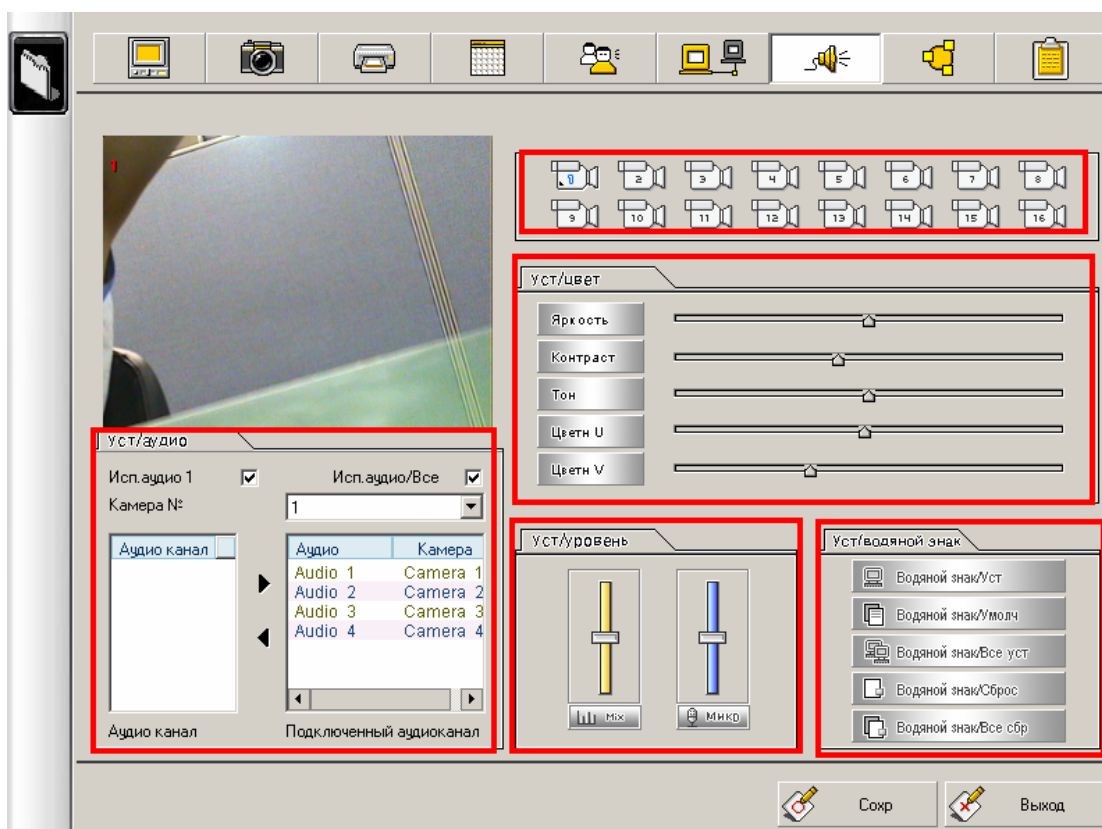 1
1 2 3 4 5 6 7 8
9 10 11 12 13 14 15 16
Уст/цвет
Яркость
Контраст
Тон
Цветн U
Цветн V
Уст/аудио
Исп.аудио 1 Исп.аудио/Все
Камера №
1
Аудио канал
Аудио Камера
Audio 1 Camera 1
Audio 2 Camera 2
Audio 3 Camera 3
Audio 4 Camera 4
Аудио канал Подключенный аудиоканал
Уст/уровень
Mix Микр
Уст/водяной знак
Водяной знак/Уст
Водяной знак/Умолч
Водяной знак/Все уст
Водяной знак/Сброс
Водяной знак/Все сбр
Сохр Выход